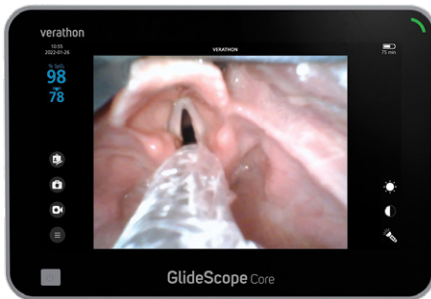 verathon
10:55
2022-01-26
VERATHON
75 min
% SpO₂
98
78
GlideScope Core